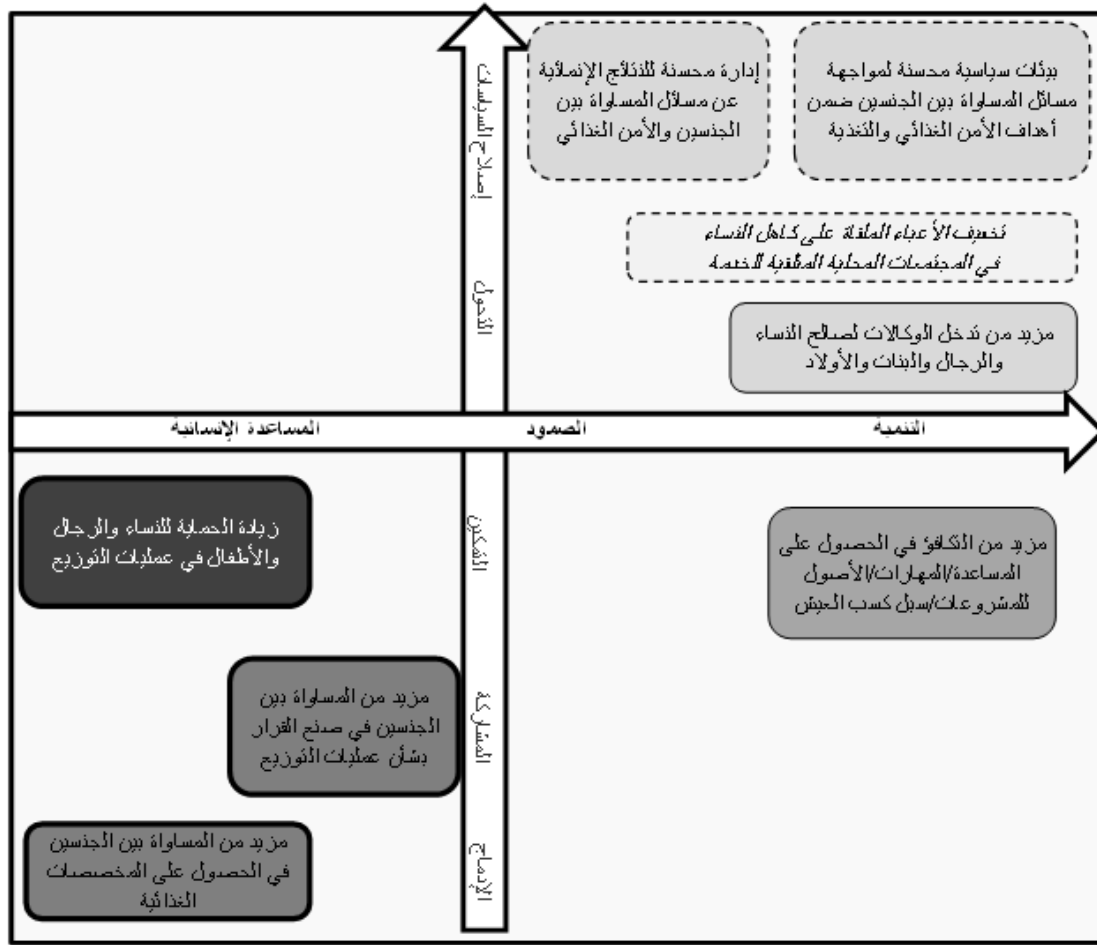 بيئات سياسية محسنة لمواجهة
مسائل المساواة بين الجنسين ضمن
أهداف الأمن الغذائي والتغذية
إدارة محسنة للنتائج الإنمائية
عن مسائل المساواة بين
الجنسين والأمن الغذائي
إصلاح السياسات
تخفيف الأعباء الملقاة على كاهل النساء
في المجتمعات المحلية المتلقية للخدمة
التحول
مزيد من تدخل الوكالات لصالح النساء
والرجال والبنات والأولاد
التنمية
الصمود
المساعدة الإنسانية
مزيد من التكافؤ في الحصول على
المساعدة/المهارات/الأصول
للمشروعات/سبل كسب العيش
التمكين
زيادة الحماية للنساء والرجال
والأطفال في عمليات التوزيع
المشاركة
مزيد من المساواة بين
الجنسين في صنع القرار
بشأن عمليات التوزيع
الإدماج
مزيد من المساواة بين الجنسين
في الحصول على المخصصات
الغذائية